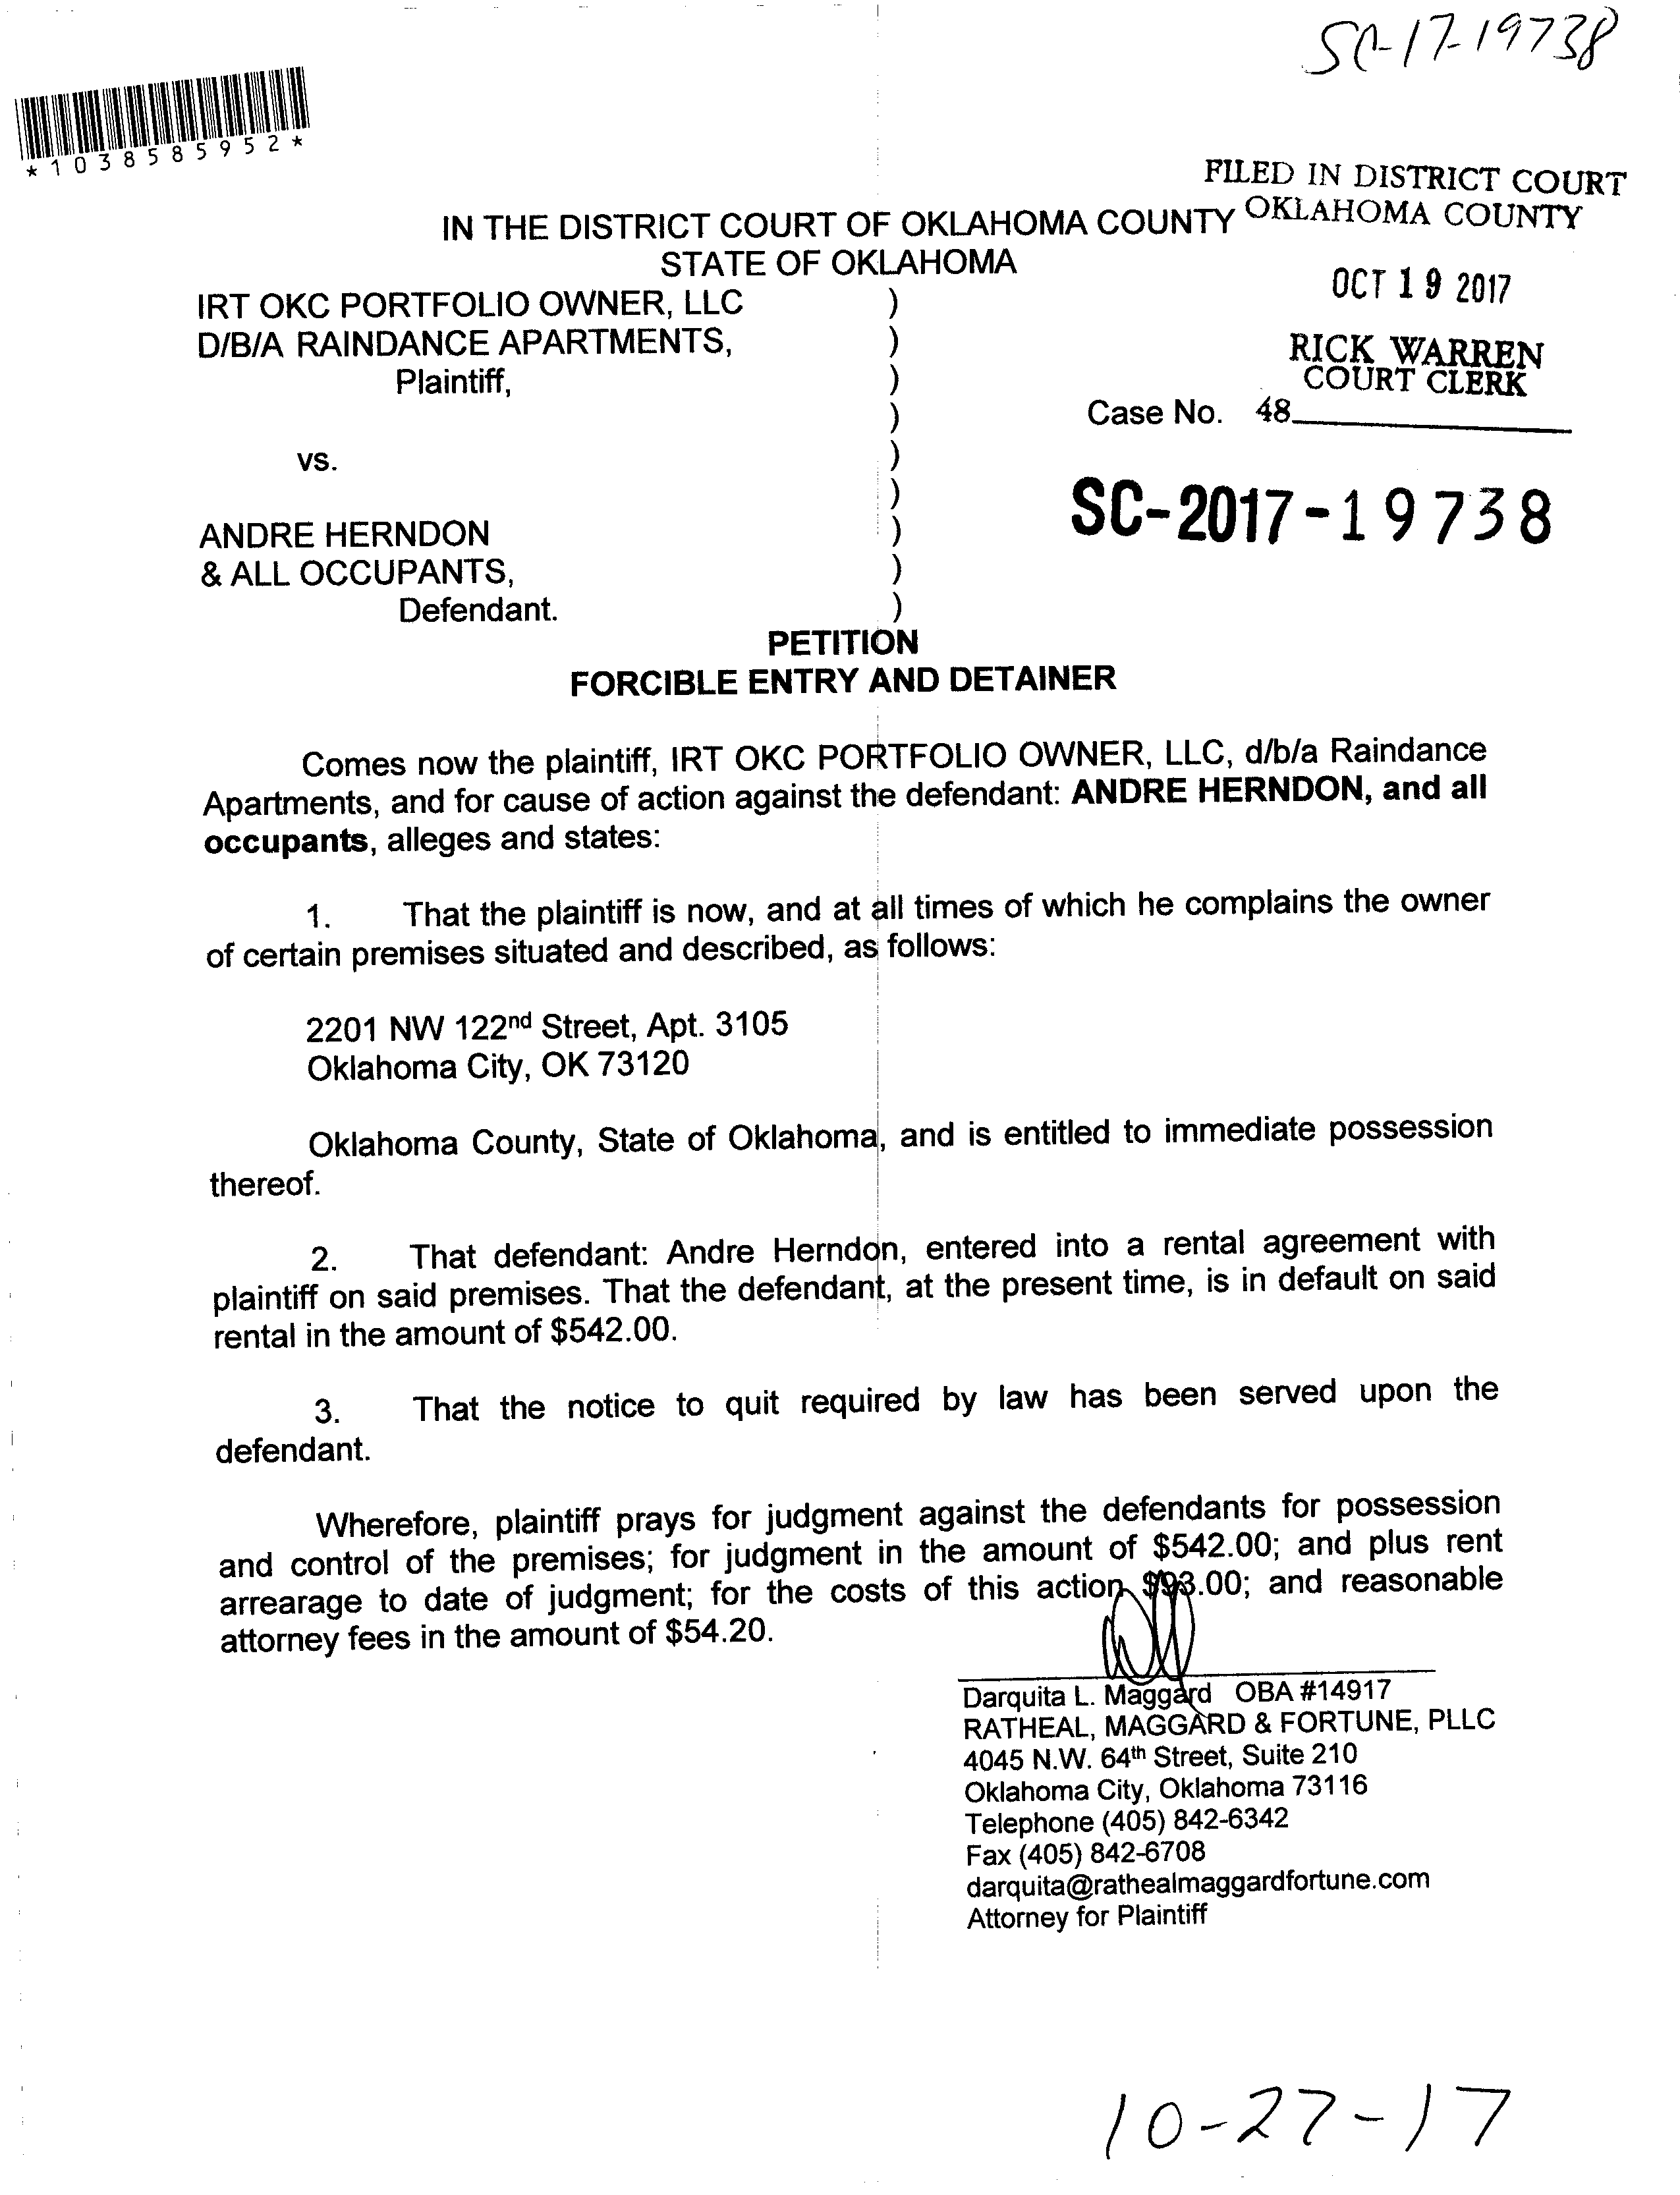 SC-17-19738
*1038585952*
FILED IN DISTRICT COURT
OKLAHOMA COUNTY
IN THE DISTRICT COURT OF OKLAHOMA COUNTY
STATE OF OKLAHOMA
OCT 19 2017
IRT OKC PORTFOLIO OWNER, LLC )
D/B/A RAINDANCE APARTMENTS, )
RICK WARREN
COURT CLERK
Plaintiff, )
) Case No. 48
vs. )
)
SC-2017-19738
ANDRE HERNDON )
& ALL OCCUPANTS, )
Defendant. )
PETITION
FORCIBLE ENTRY AND DETAINER
Comes now the plaintiff, IRT OKC PORTFOLIO OWNER, LLC, d/b/a Raindance
Apartments, and for cause of action against the defendant: ANDRE HERNDON, and all
occupants, alleges and states:
1. That the plaintiff is now, and at all times of which he complains the owner
of certain premises situated and described, as follows:
2201 NW 122nd Street, Apt. 3105
Oklahoma City, OK 73120
Oklahoma County, State of Oklahoma, and is entitled to immediate possession
thereof.
2. That defendant: Andre Herndon, entered into a rental agreement with
plaintiff on said premises. That the defendant, at the present time, is in default on said
rental in the amount of $542.00.
3. That the notice to quit required by law has been served upon the
defendant.
Wherefore, plaintiff prays for judgment against the defendants for possession
and control of the premises; for judgment in the amount of $542.00; and plus rent
arrearage to date of judgment; for the costs of this action $93.00; and reasonable
attorney fees in the amount of $54.20.
Darquita L. Maggard OBA #14917
RATHEAL, MAGGARD & FORTUNE, PLLC
4045 N.W. 64th Street, Suite 210
Oklahoma City, Oklahoma 73116
Telephone (405) 842-6342
Fax (405) 842-6708
darquita@rathealmaggardfortune.com
Attorney for Plaintiff
10-27-17